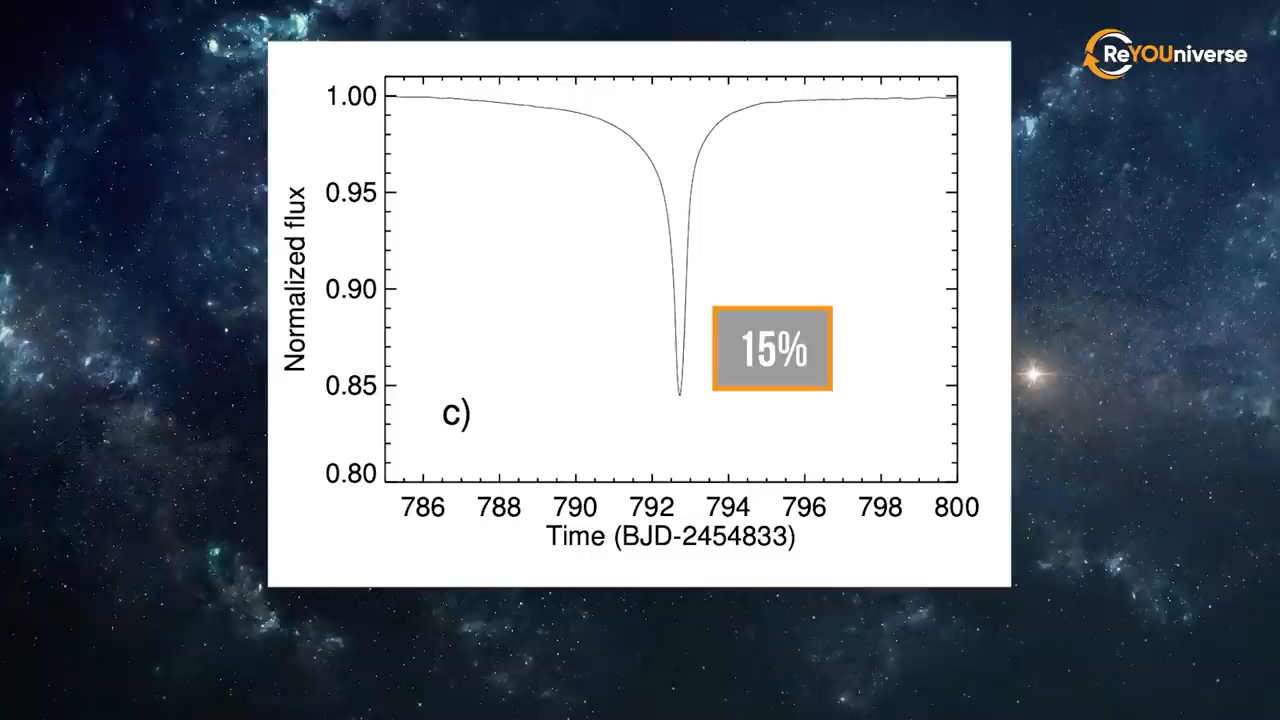 ReYOUniverse
1.00
0.95
0.90
0.85
0.80
Normalized flux
15%
c)
786 788 790 792 794 796 798 800
Time (BJD-2454833)